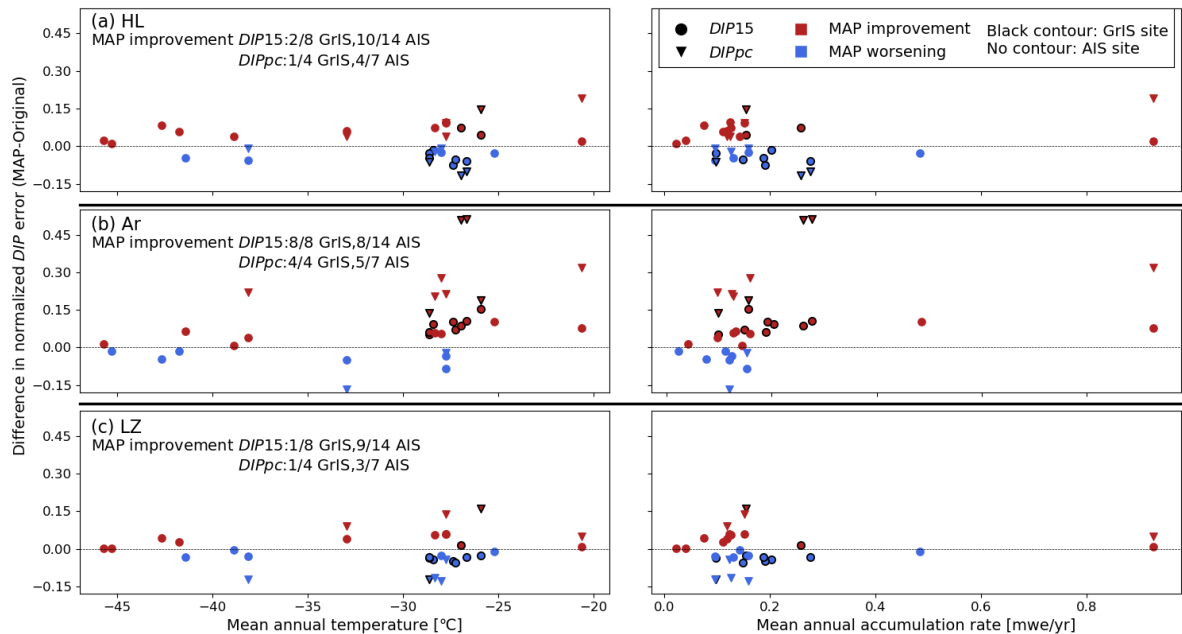 Difference in normalized DIP error (MAP-Original)
(a) HL
MAP improvement DIP15:2/8 GrIS,10/14 AIS
DIPpc:1/4 GrIS,4/7 AIS
0.45
0.30
0.15
0.00
−0.15
DIP15
DIPpc
MAP improvement
MAP worsening
Black contour: GrIS site
No contour: AIS site
(b) Ar
MAP improvement DIP15:8/8 GrIS,8/14 AIS
DIPpc:4/4 GrIS,5/7 AIS
0.45
0.30
0.15
0.00
−0.15
(c) LZ
MAP improvement DIP15:1/8 GrIS,9/14 AIS
DIPpc:1/4 GrIS,3/7 AIS
0.45
0.30
0.15
0.00
−0.15
−45 −40 −35 −30 −25 −20
Mean annual temperature [°C]
0.0 0.2 0.4 0.6 0.8
Mean annual accumulation rate [mwe/yr]